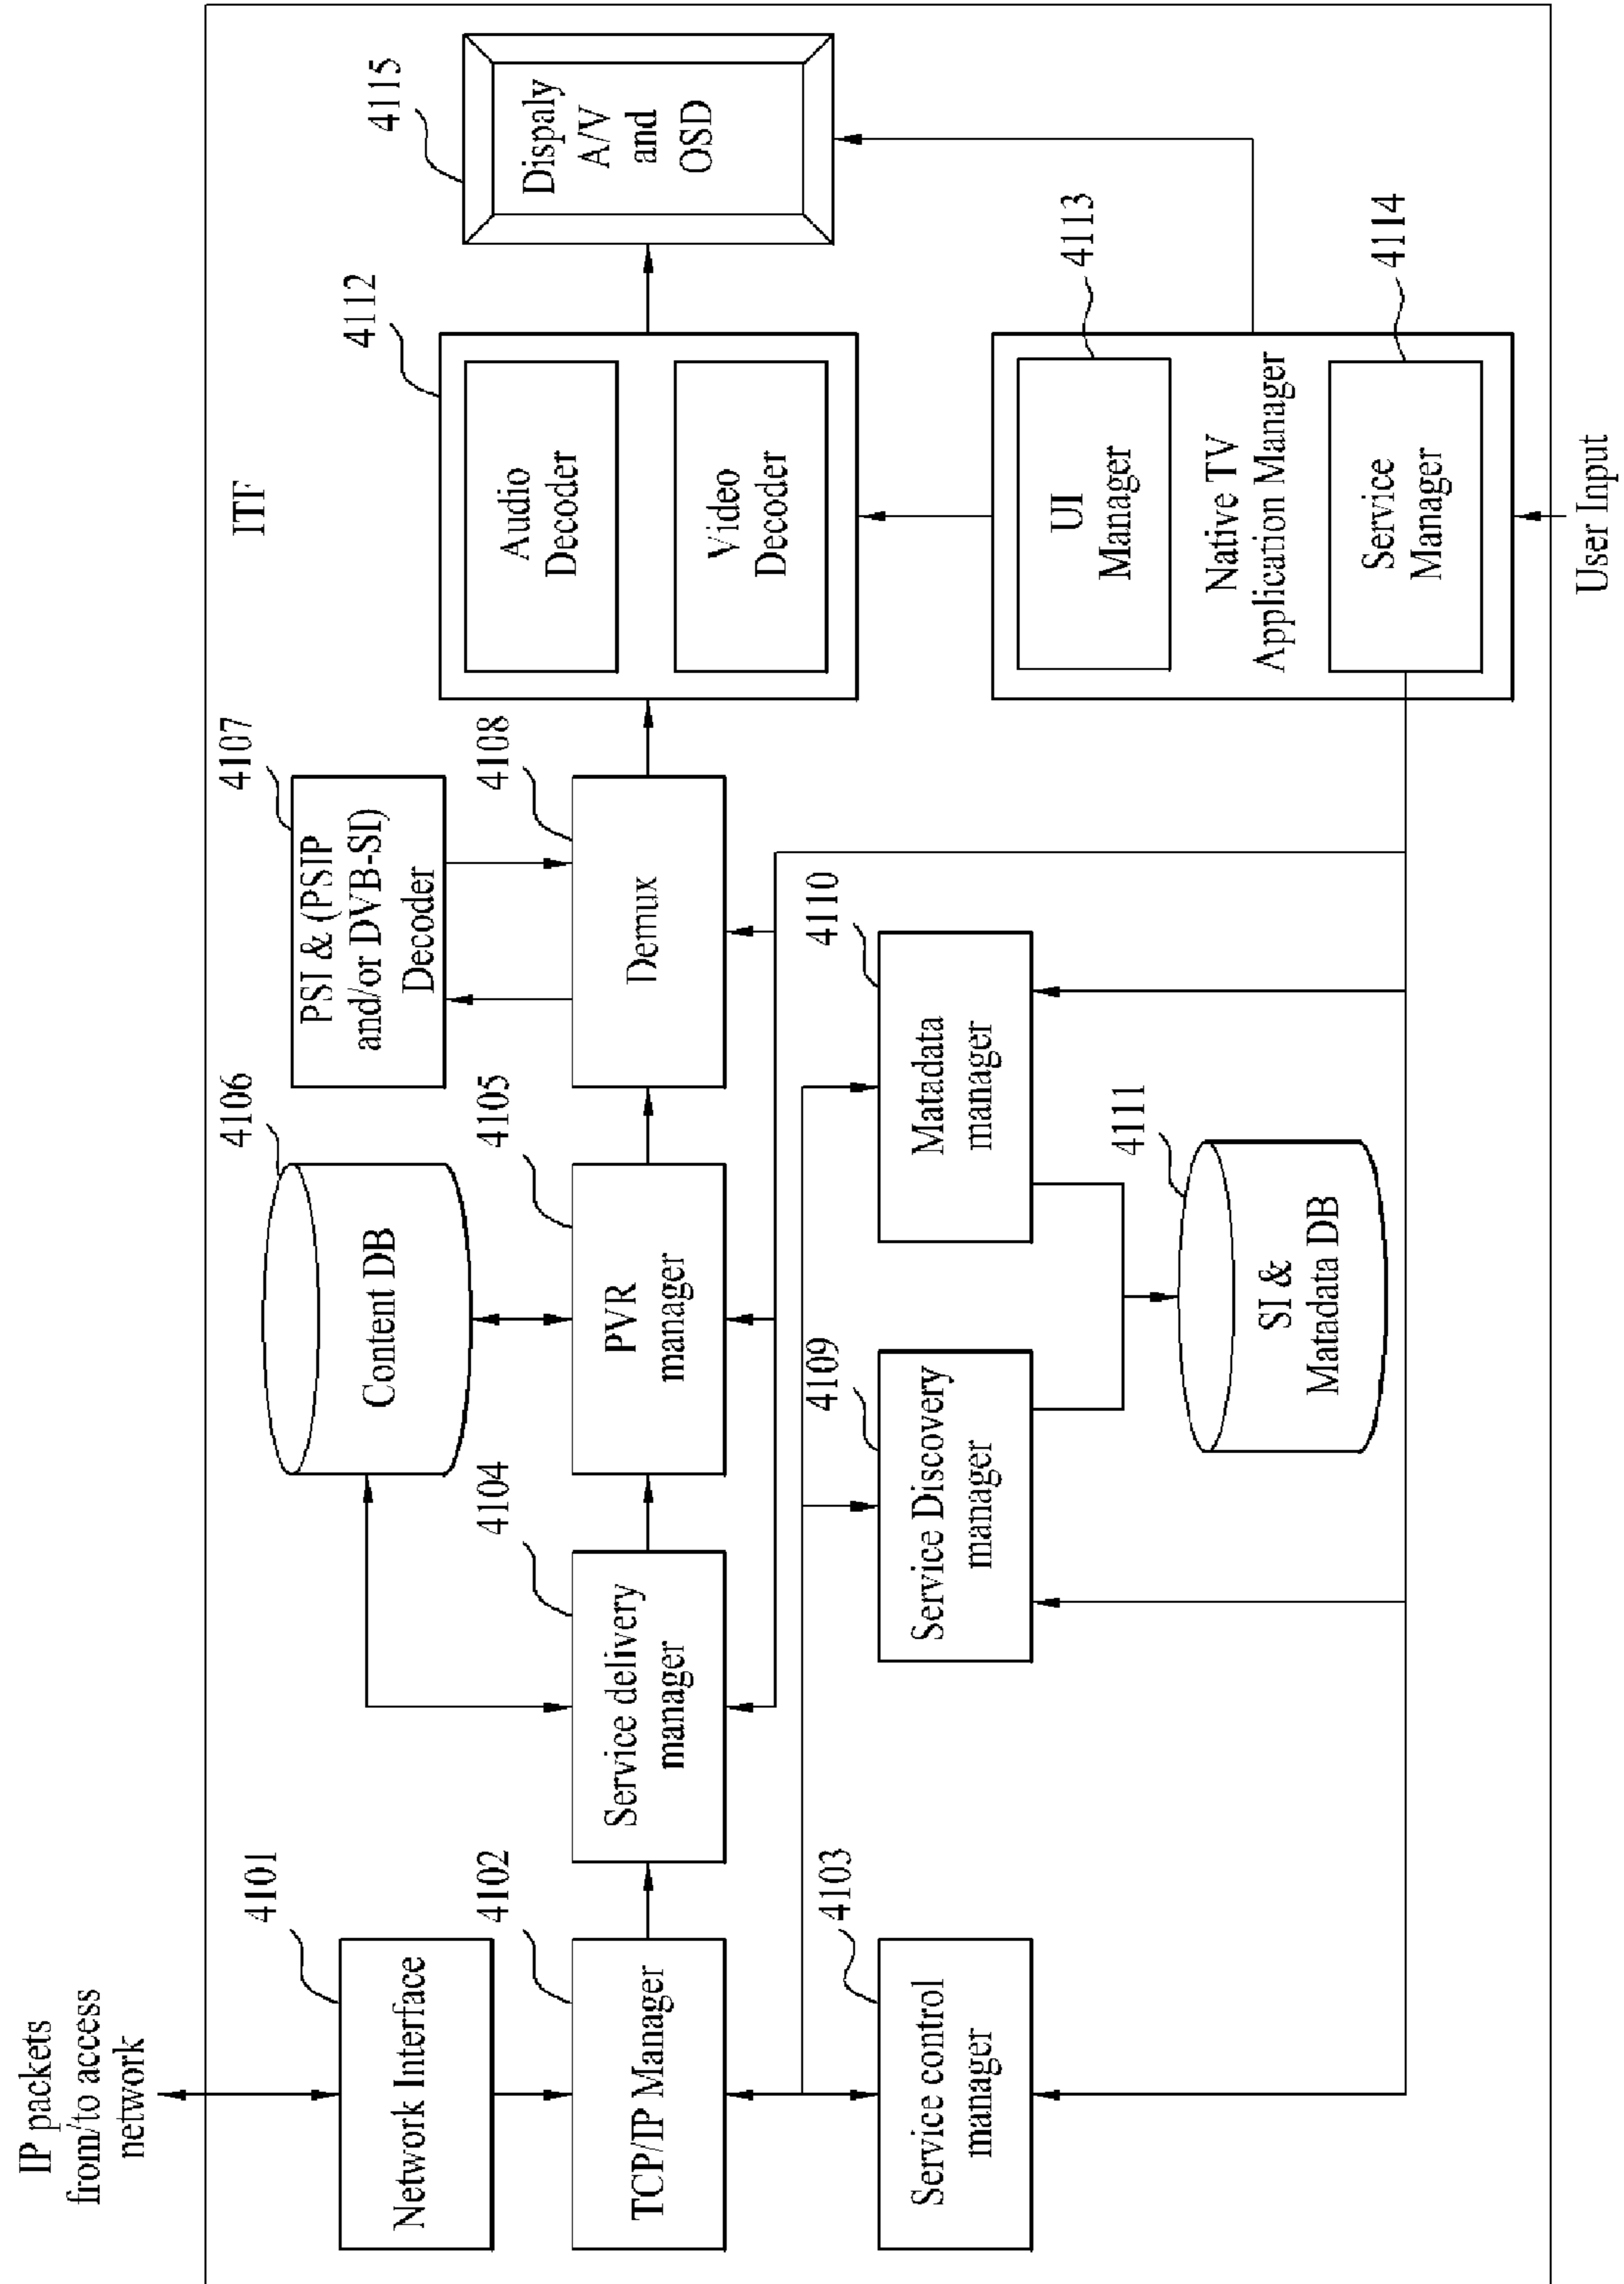 ITF
IP packets
from/to access
network
4101
Network Interface
4102
TCP/IP Manager
4103
Service control
manager
4104
Service delivery
manager
4105
PVR
manager
4106
Content DB
4107
PSI & (PSIP
and/or DVB-SI)
Decoder
4108
Demux
4109
Service Discovery
manager
4110
Matadata
manager
4111
SI &
Matadata DB
4112
Audio
Decoder
Video
Decoder
4115
Dispaly
A/V
and
OSD
4113
UI
Manager
Native TV
Application Manager
4114
Service
Manager
User Input